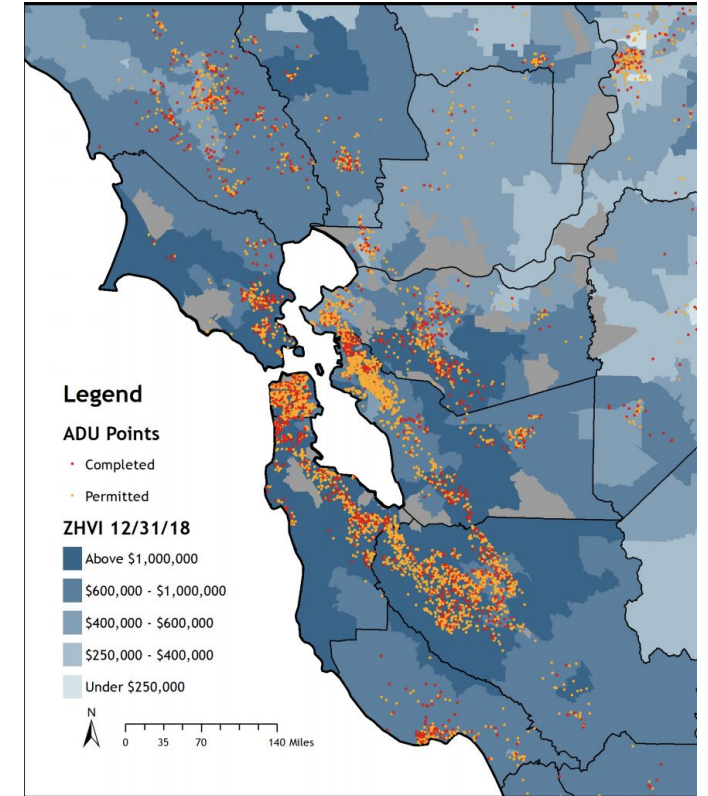 Legend
ADU Points
Completed
Permitted
ZHVI 12/31/18
Above $1,000,000
$600,000 - $1,000,000
$400,000 - $600,000
$250,000 - $400,000
Under $250,000
N
0 35 70 140 Miles